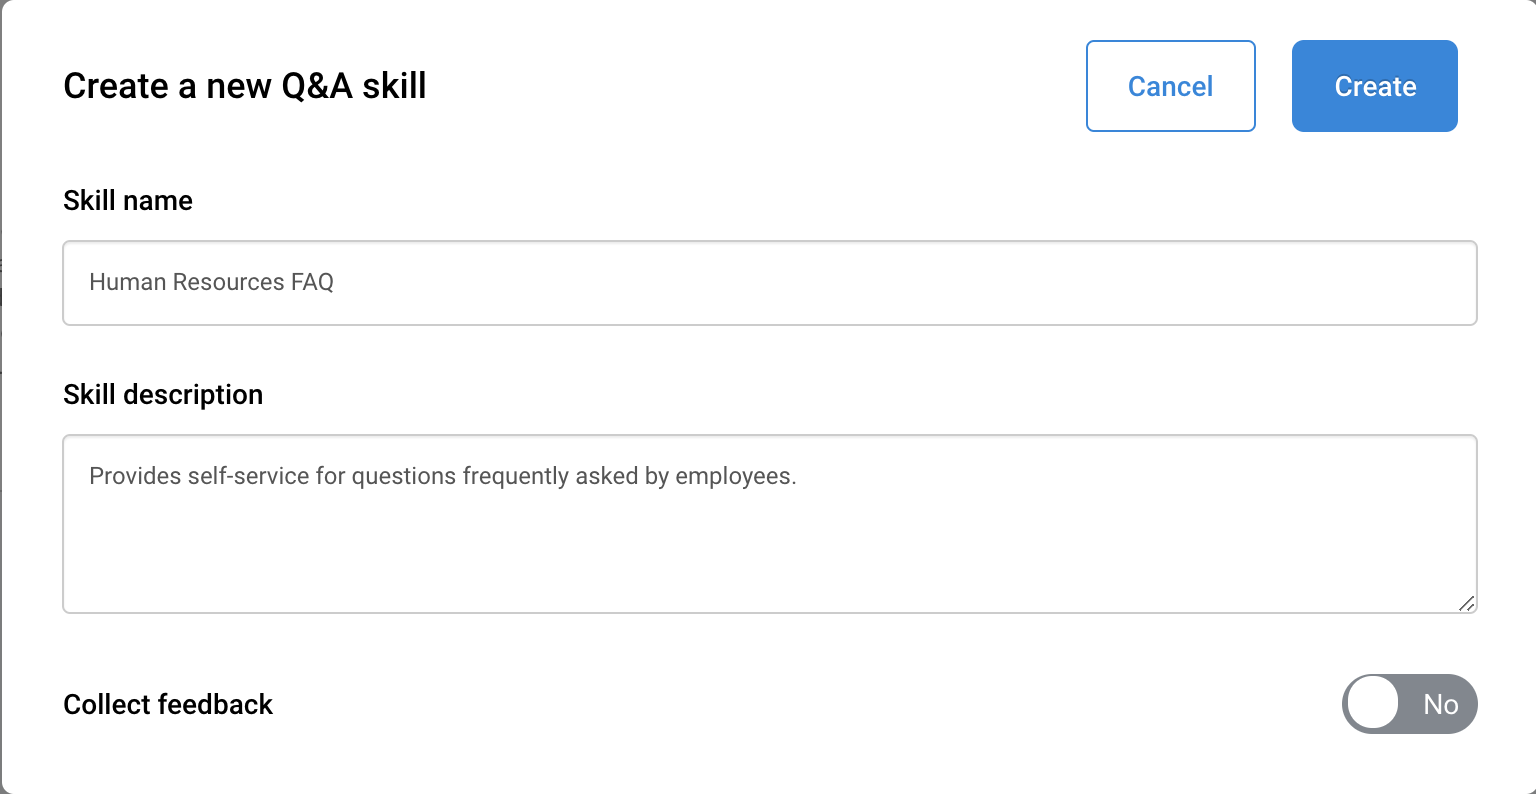 Create a new Q&A skill
Cancel
Create
Skill name
Human Resources FAQ
Skill description
Provides self-service for questions frequently asked by employees.
Collect feedback
No